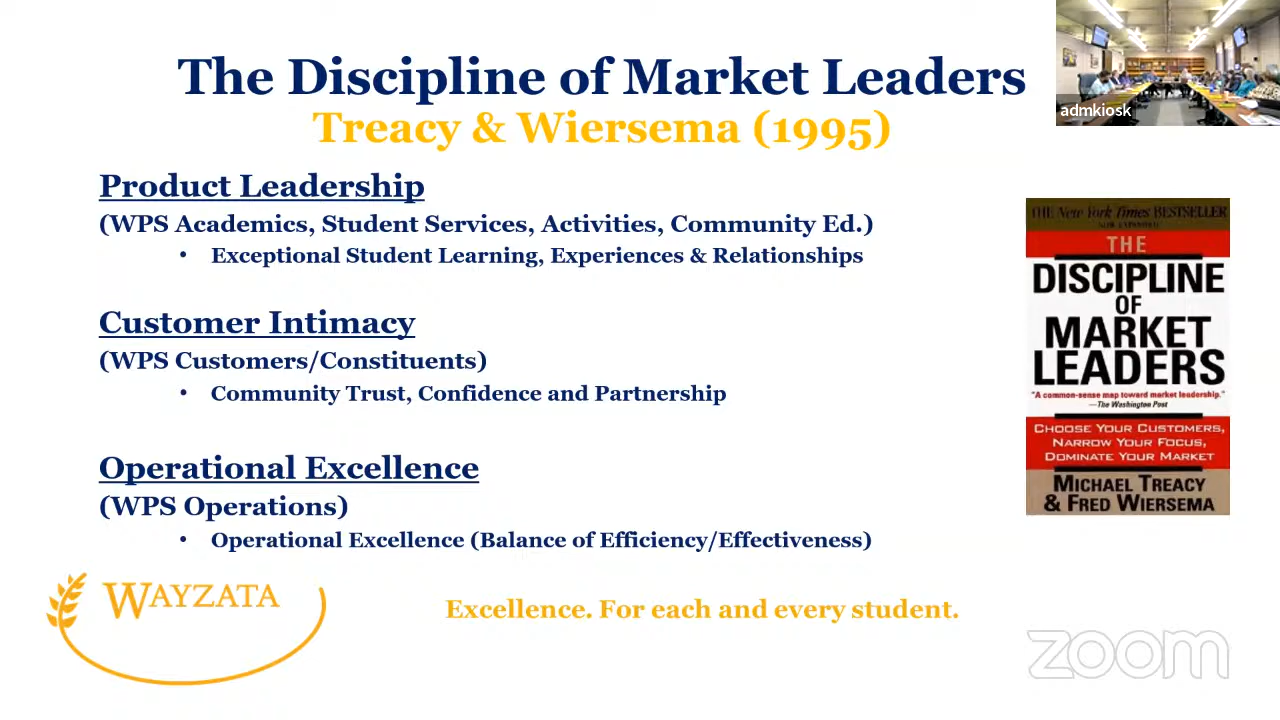 The Discipline of Market Leaders
Treacy & Wiersema (1995)
admkiosk
Product Leadership
(WPS Academics, Student Services, Activities, Community Ed.)
• Exceptional Student Learning, Experiences & Relationships
Customer Intimacy
(WPS Customers/Constituents)
• Community Trust, Confidence and Partnership
Operational Excellence
(WPS Operations)
• Operational Excellence (Balance of Efficiency/Effectiveness)
THE New York Times BESTSELLER
NOW EXPANDED
THE
DISCIPLINE
OF
MARKET
LEADERS
"A common-sense map toward market leadership."
—The Washington Post
CHOOSE YOUR CUSTOMERS,
NARROW YOUR FOCUS,
DOMINATE YOUR MARKET
MICHAEL TREACY
& FRED WIERSEMA
WAYZATA
Excellence. For each and every student.
zoom